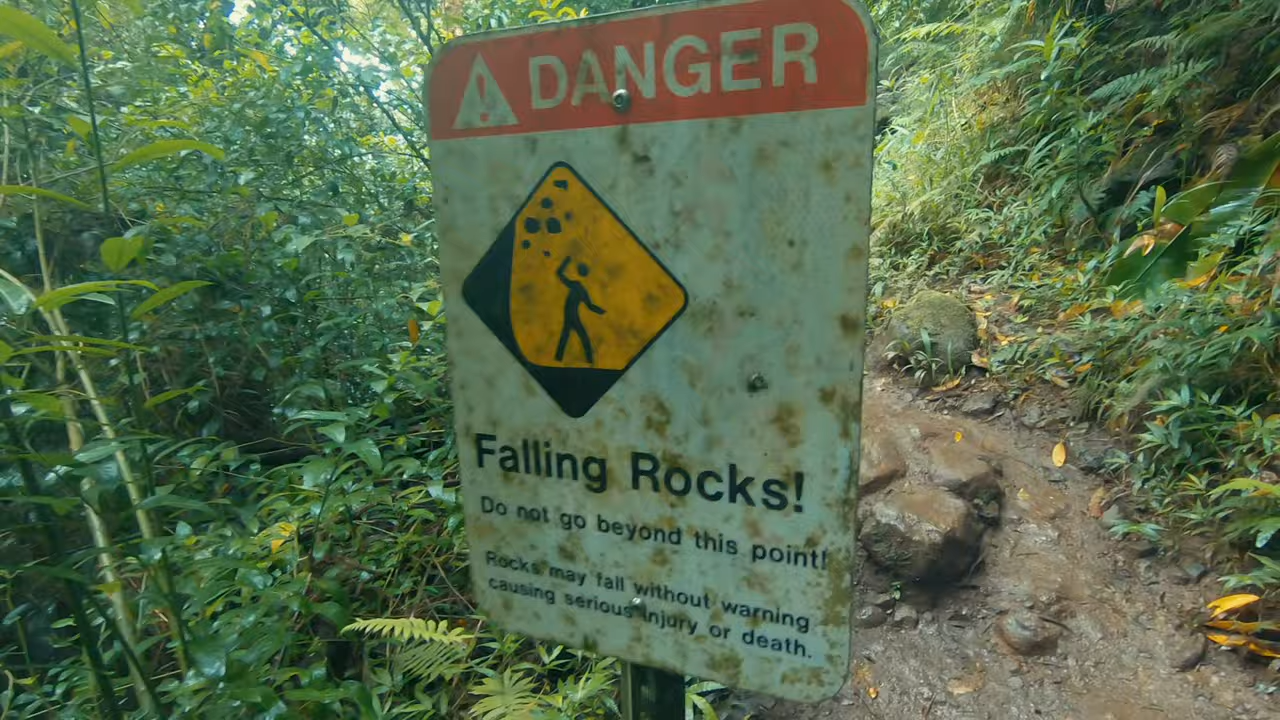 DANGER
Falling Rocks!
Do not go beyond this point!
Rocks may fall without warning
causing serious injury or death.